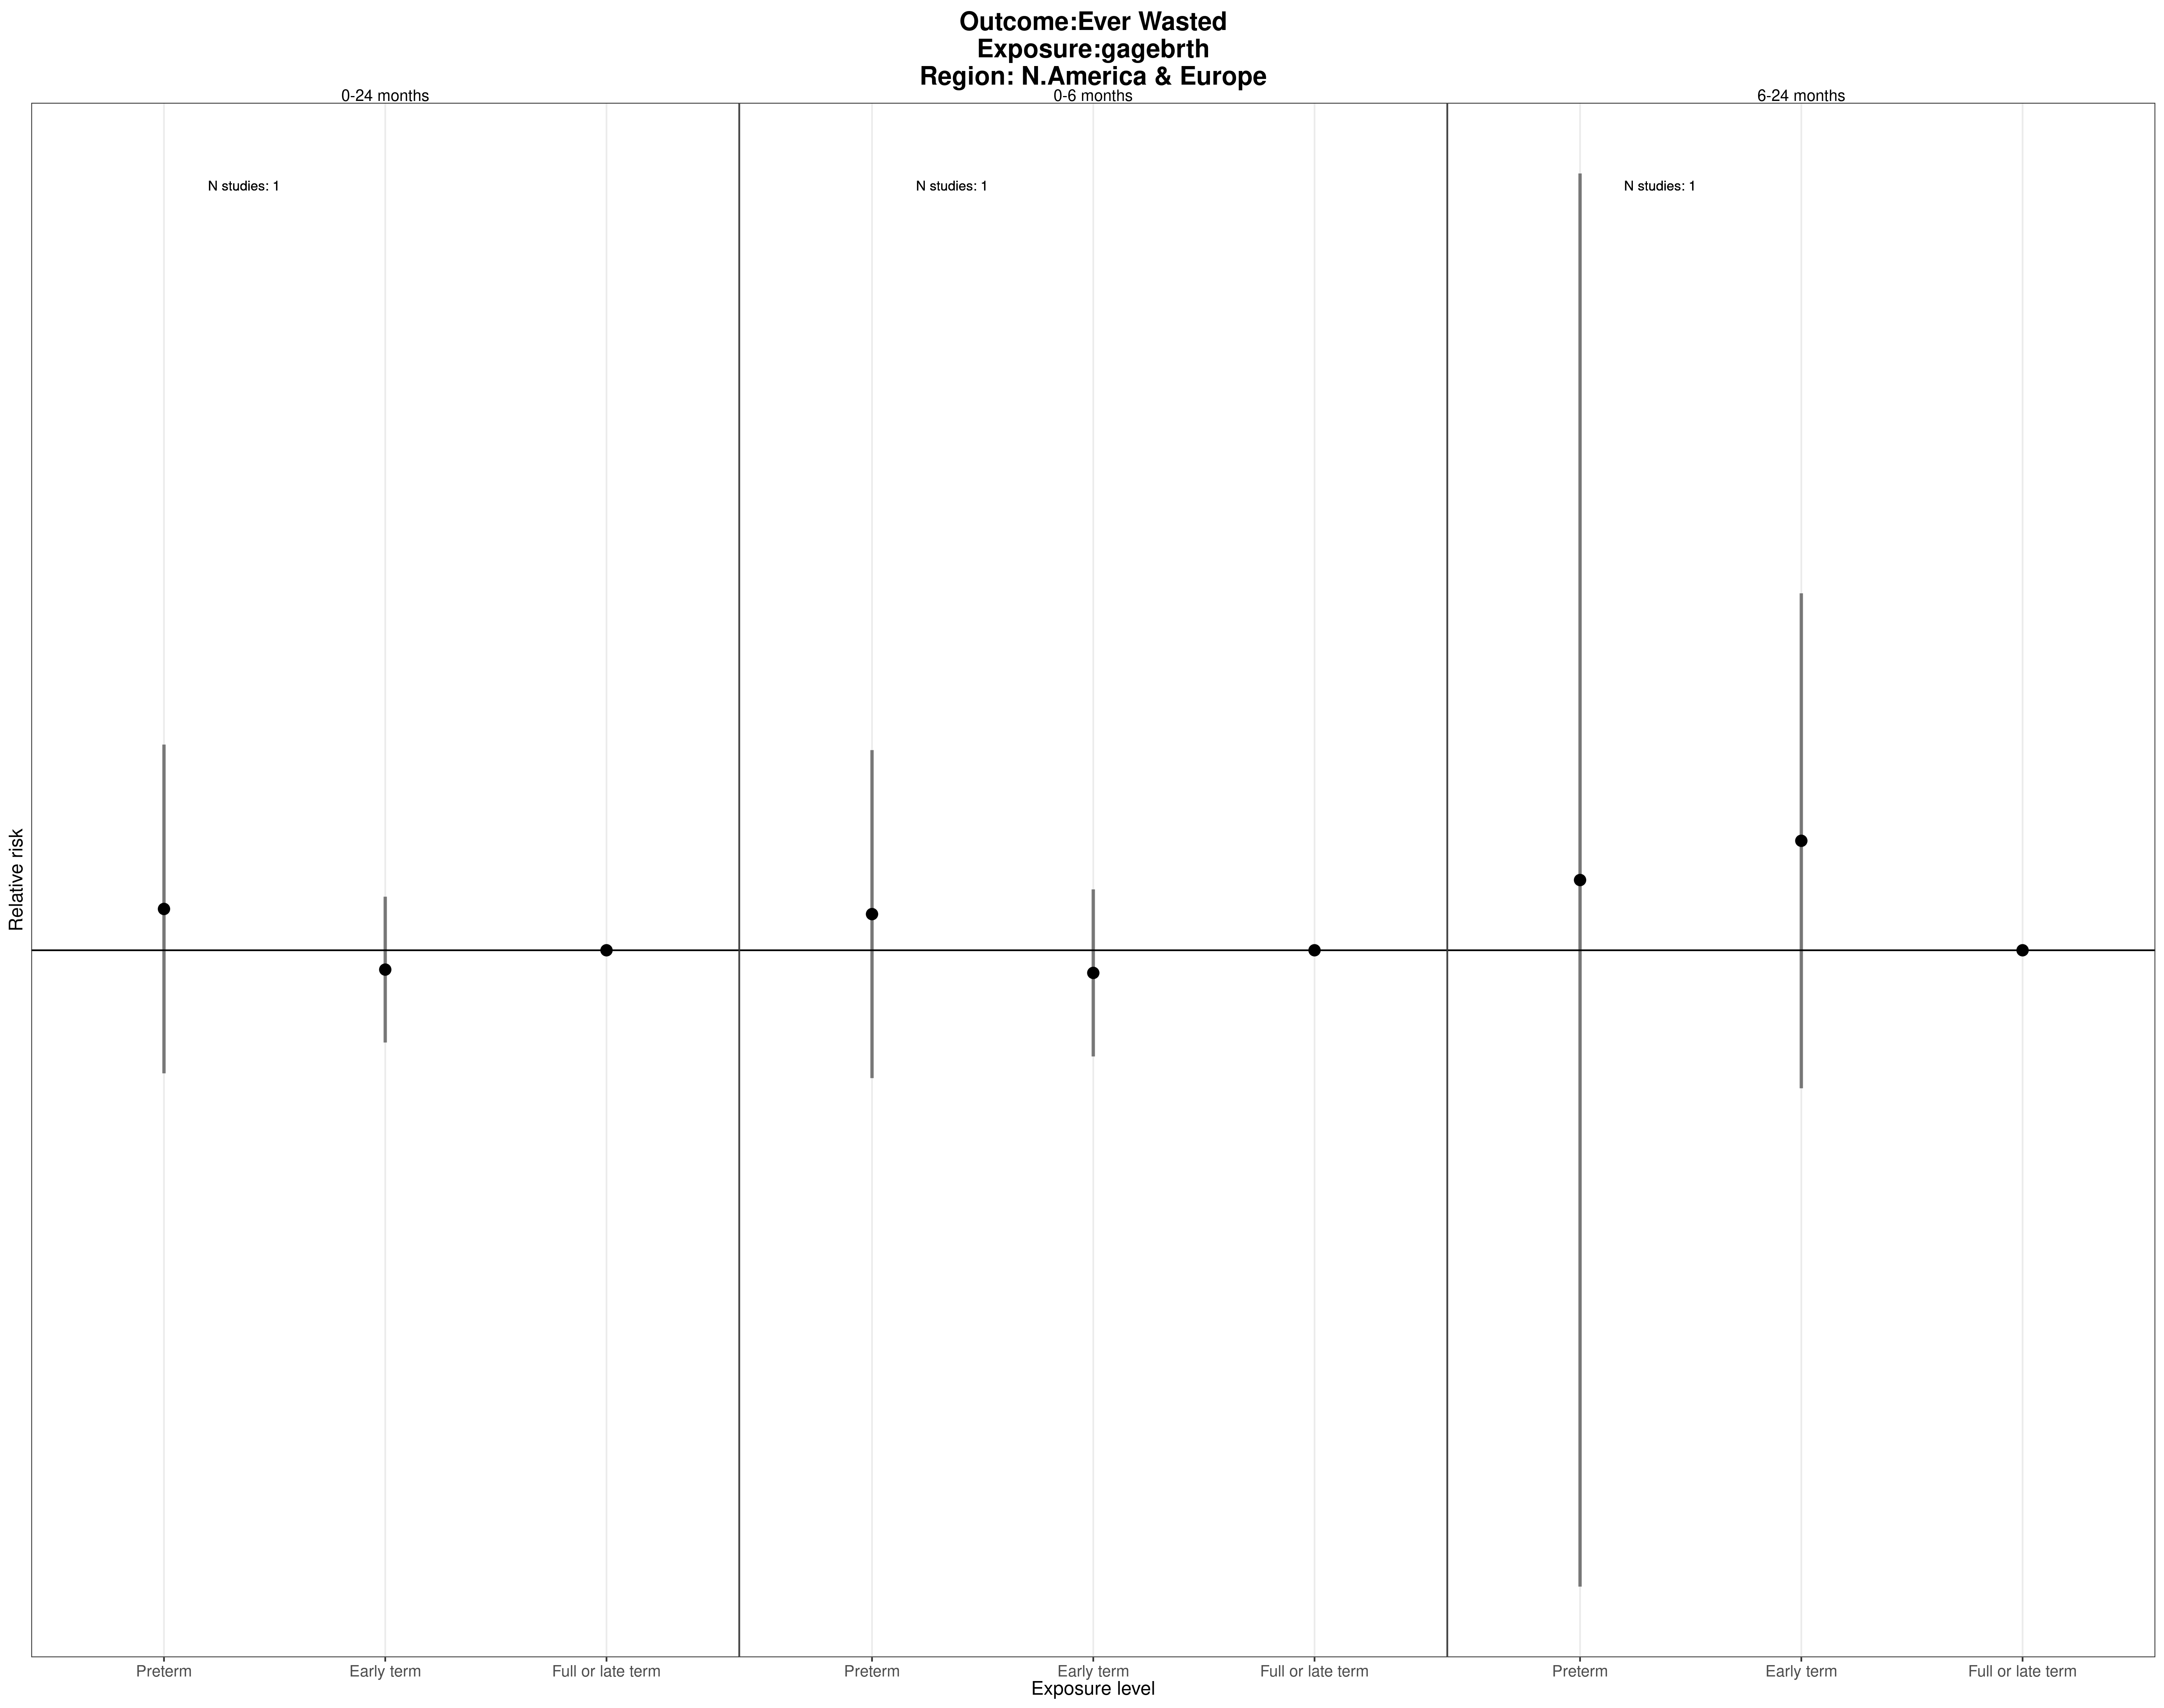 Outcome:Ever Wasted
Exposure:gagebrth
Region: N.America & Europe
0-24 months
0-6 months
6-24 months
N studies: 1
N studies: 1
N studies: 1
Relative risk
Preterm
Early term
Full or late term
Preterm
Early term
Full or late term
Preterm
Early term
Full or late term
Exposure level